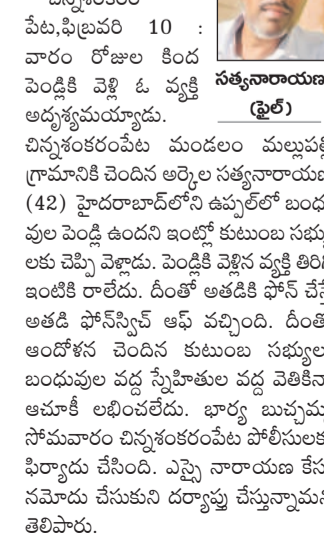 పేట,ఫిబ్రవరి 10 :
వారం రోజుల కింద
పెండ్లికి వెళ్లి ఓ వ్యక్తి
అదృశ్యమయ్యాడు.
సత్యనారాయణ
(ఫైల్)
చిన్నశంకరంపేట మండలం మల్లుపల్లి
గ్రామానికి చెందిన అర్కెల సత్యనారాయణ
(42) హైదరాబాద్‌లోని ఉప్పల్‌లో బంధు
వుల పెండ్లి ఉందని ఇంట్లో కుటుంబ సభ్యు
లకు చెప్పి వెళ్లాడు. పెండ్లికి వెళ్లిన వ్యక్తి తిరిగి
ఇంటికి రాలేదు. దీంతో అతడికి ఫోన్ చేస్తే
అతడి ఫోన్‌స్విచ్ ఆఫ్ వచ్చింది. దీంతో
ఆందోళన చెందిన కుటుంబ సభ్యులు
బంధువుల వద్ద స్నేహితుల వద్ద వెతికినా
ఆచూకీ లభించలేదు. భార్య బుచ్చమ్మ
సోమవారం చిన్నశంకరంపేట పోలీసులకు
ఫిర్యాదు చేసింది. ఎస్సై నారాయణ కేసు
నమోదు చేసుకుని దర్యాప్తు చేస్తున్నామని
తెలిపారు.